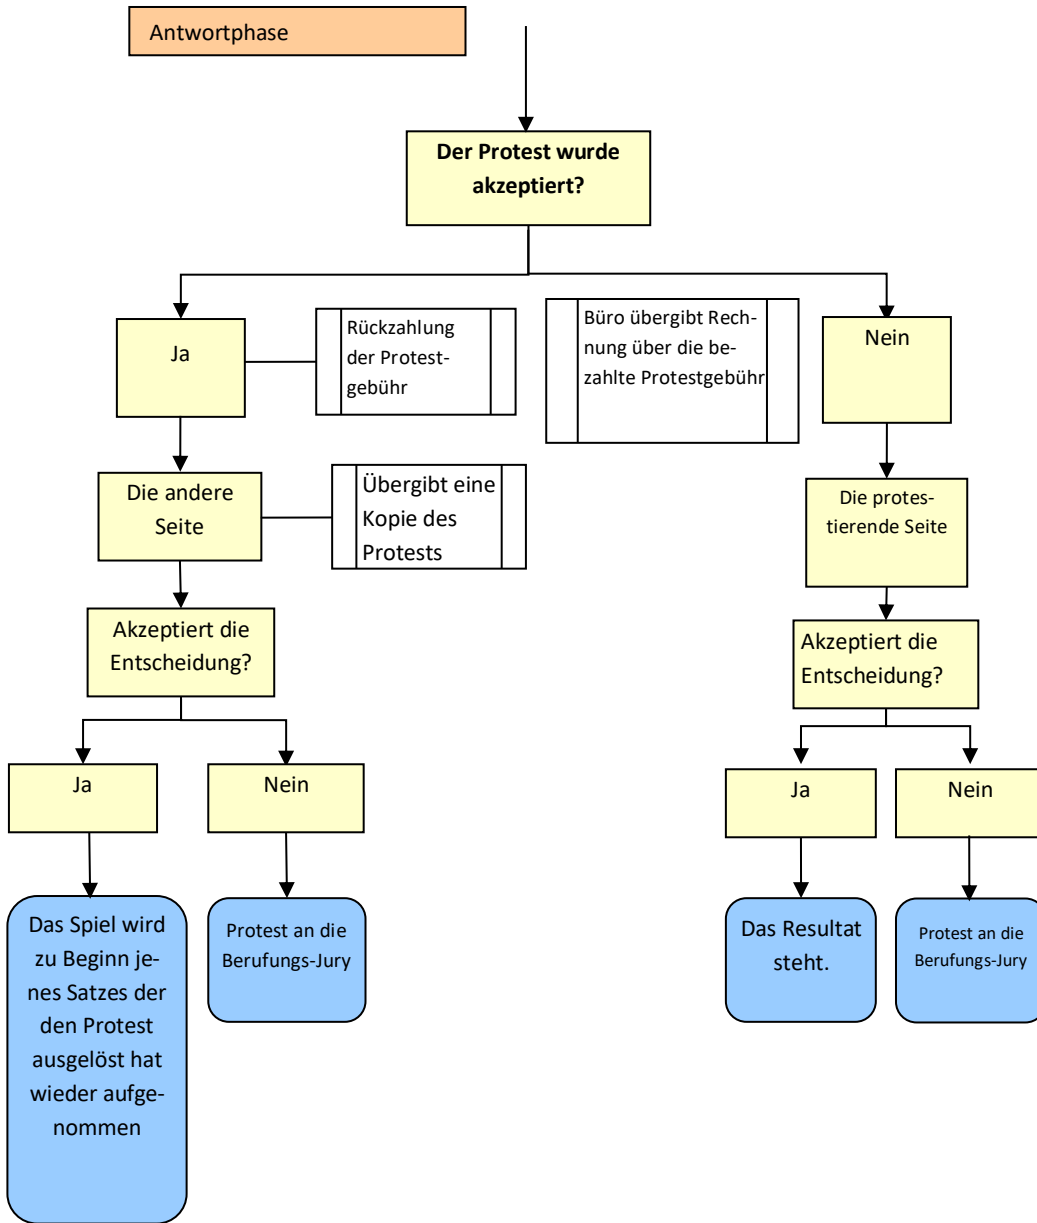 Antwortphase
Der Protest wurde
akzeptiert?
Ja
Rückzahlung
der Protest-
gebühr
Büro übergibt Rech-
nung über die be-
zahlte Protestgebühr
Nein
Die andere
Seite
Übergibt eine
Kopie des
Protests
Die protes-
tierende Seite
Akzeptiert die
Entscheidung?
Akzeptiert die
Entscheidung?
Ja
Nein
Ja
Nein
Das Spiel wird
zu Beginn je-
nes Satzes der
den Protest
ausgelöst hat
wieder aufge-
nommen
Protest an die
Berufungs-Jury
Das Resultat
steht.
Protest an die
Berufungs-Jury